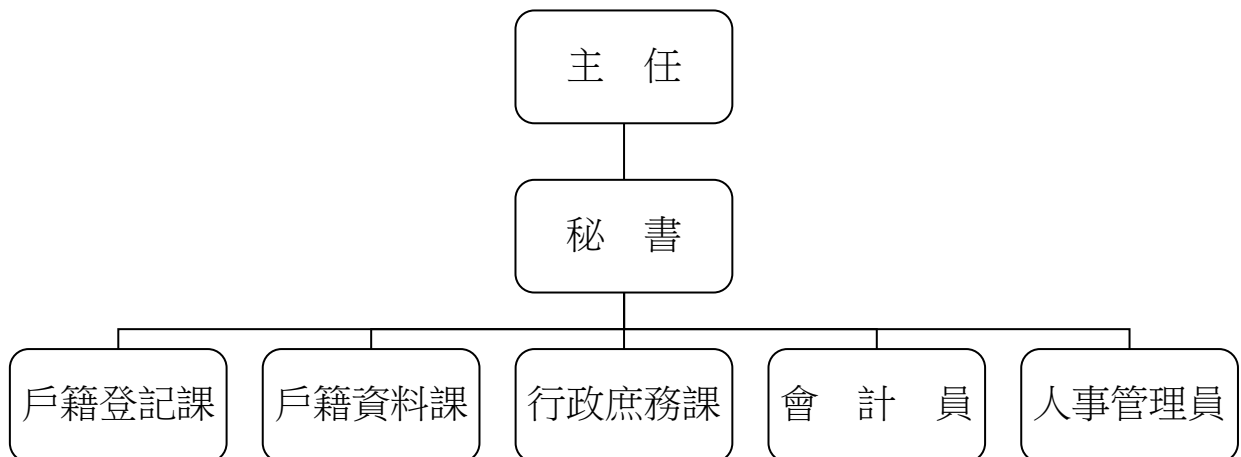 主　任
秘　書
戶籍登記課
戶籍資料課
行政庶務課
會　計　員
人事管理員